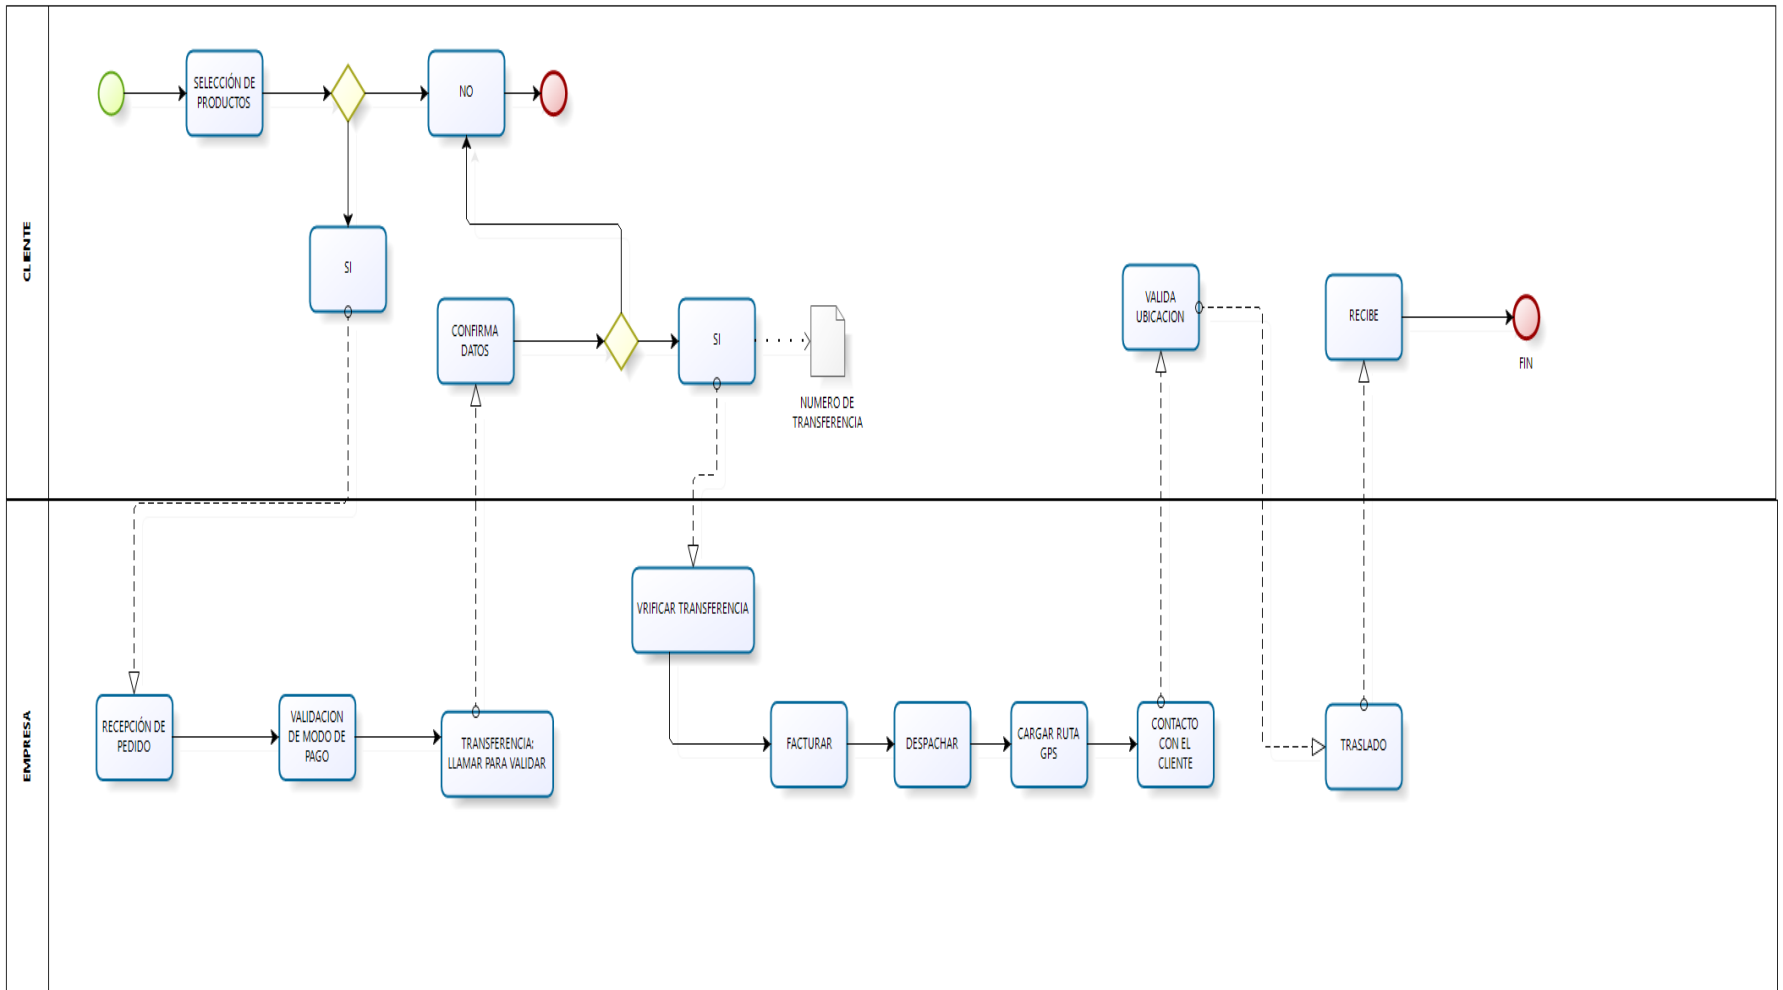 CLIENTE
SELECCIÓN DE
PRODUCTOS
NO
SI
CONFIRMA
DATOS
SI
NUMERO DE
TRANSFERENCIA
VALIDA
UBICACION
RECIBE
FIN
EMPRESA
RECEPCIÓN DE
PEDIDO
VALIDACION
DE MODO DE
PAGO
TRANSFERENCIA:
LLAMAR PARA VALIDAR
VRIFICAR TRANSFERENCIA
FACTURAR
DESPACHAR
CARGAR RUTA
GPS
CONTACTO
CON EL
CLIENTE
TRASLADO